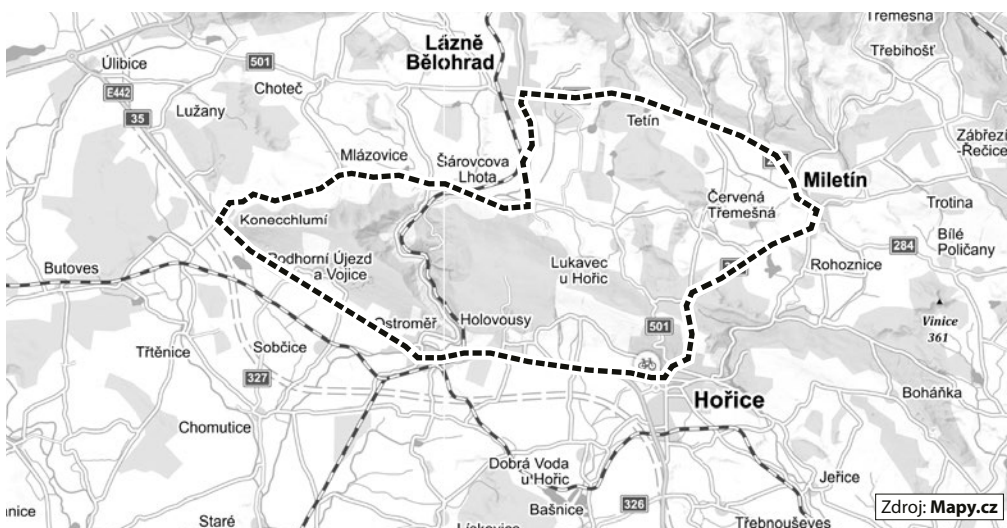 Třemešná
Lázně
Bělohrad
Třebihošť
Úlibice
501
Choteč
E442
35
Lužany
Tetín
Zábřezí
-Řečice
Mlázovice
Šárovcova
Lhota
Miletín
Konecchlumí
Červená
Třemešná
Trotina
Bílé
Poličany
284
Butoves
Podhorní Újezd
a Vojice
Lukavec
u Hořic
Rohoznice
Vinice
361
Ostroměř
Holovousy
501
Třtěnice
Sobčice
327
Hořice
Boháňka
Chomutice
Dobrá Voda
u Hořic
Jeřice
Bašnice
326
Třebnouševes
Staré
Lískovice
Zdroj: Mapy.cz